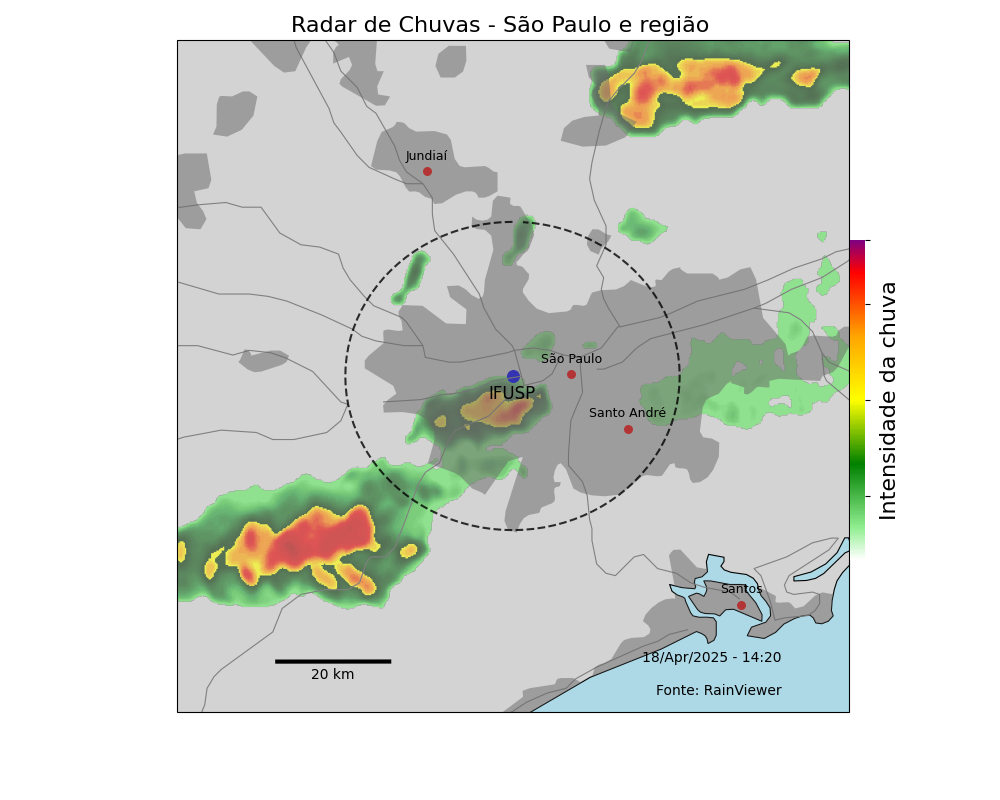 Radar de Chuvas - São Paulo e região
Jundiaí
São Paulo
IFUSP
Santo André
Intensidade da chuva
Santos
18/Apr/2025 - 14:20
20 km
Fonte: RainViewer